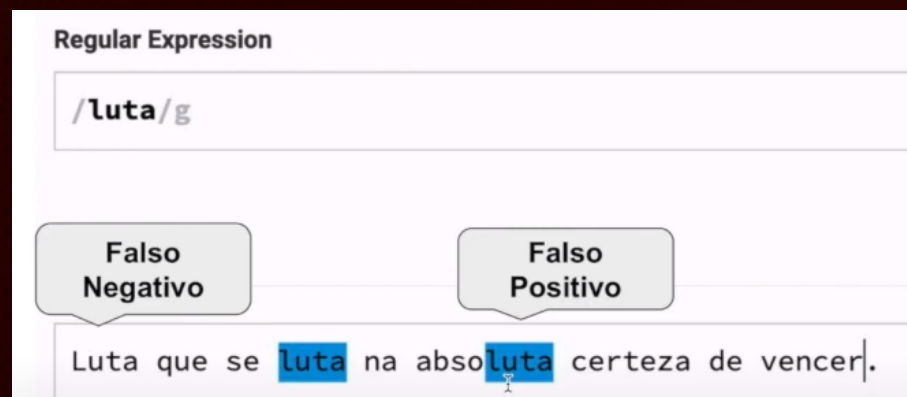 Regular Expression
/luta/g
Falso
Negativo
Falso
Positivo
Luta que se luta na absoluta certeza de vencer.